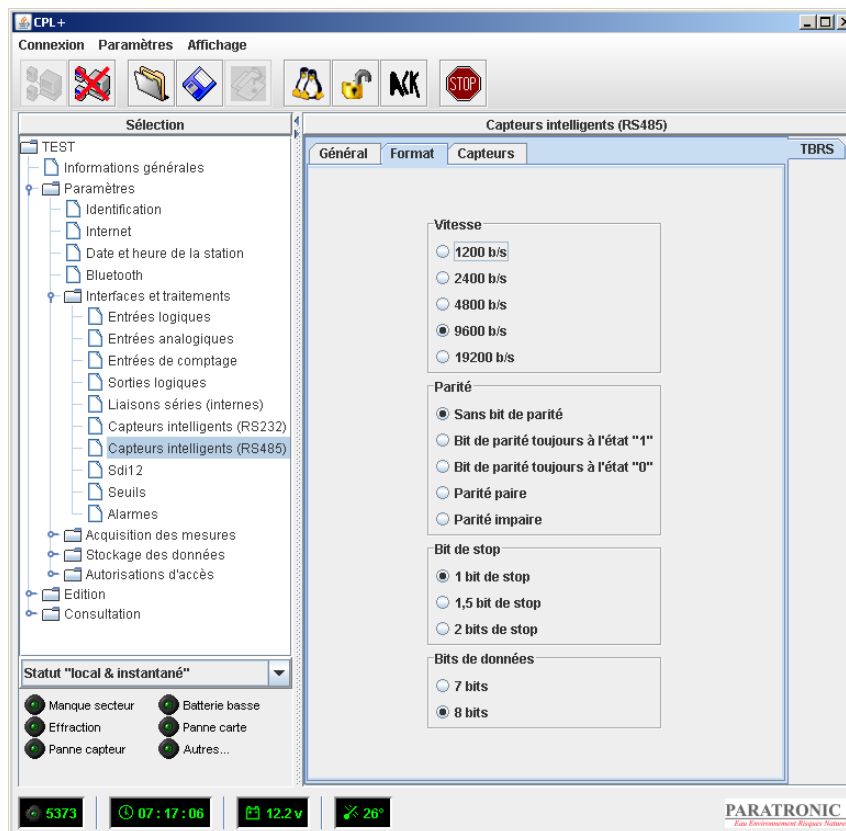 CPL+
Connexion Paramètres Affichage
ACK
STOP
Sélection
TEST
Informations générales
Paramètres
Identification
Internet
Date et heure de la station
Bluetooth
Interfaces et traitements
Entrées logiques
Entrées analogiques
Entrées de comptage
Sorties logiques
Liaisons séries (internes)
Capteurs intelligents (RS232)
Capteurs intelligents (RS485)
Sdi12
Seuils
Alarmes
Acquisition des mesures
Stockage des données
Autorisations d'accès
Edition
Consultation
Statut "local & instantané"
Manque secteur Batterie basse
Effraction Panne carte
Panne capteur Autres...
Capteurs intelligents (RS485)
Général Format Capteurs
TBRS
Vitesse
1200 b/s
2400 b/s
4800 b/s
9600 b/s
19200 b/s
Parité
Sans bit de parité
Bit de parité toujours à l'état "1"
Bit de parité toujours à l'état "0"
Parité paire
Parité impaire
Bit de stop
1 bit de stop
1,5 bit de stop
2 bits de stop
Bits de données
7 bits
8 bits
5373 07:17:06 12.2 v 26°
PARATRONIC
Eau Environnement Risques Nature